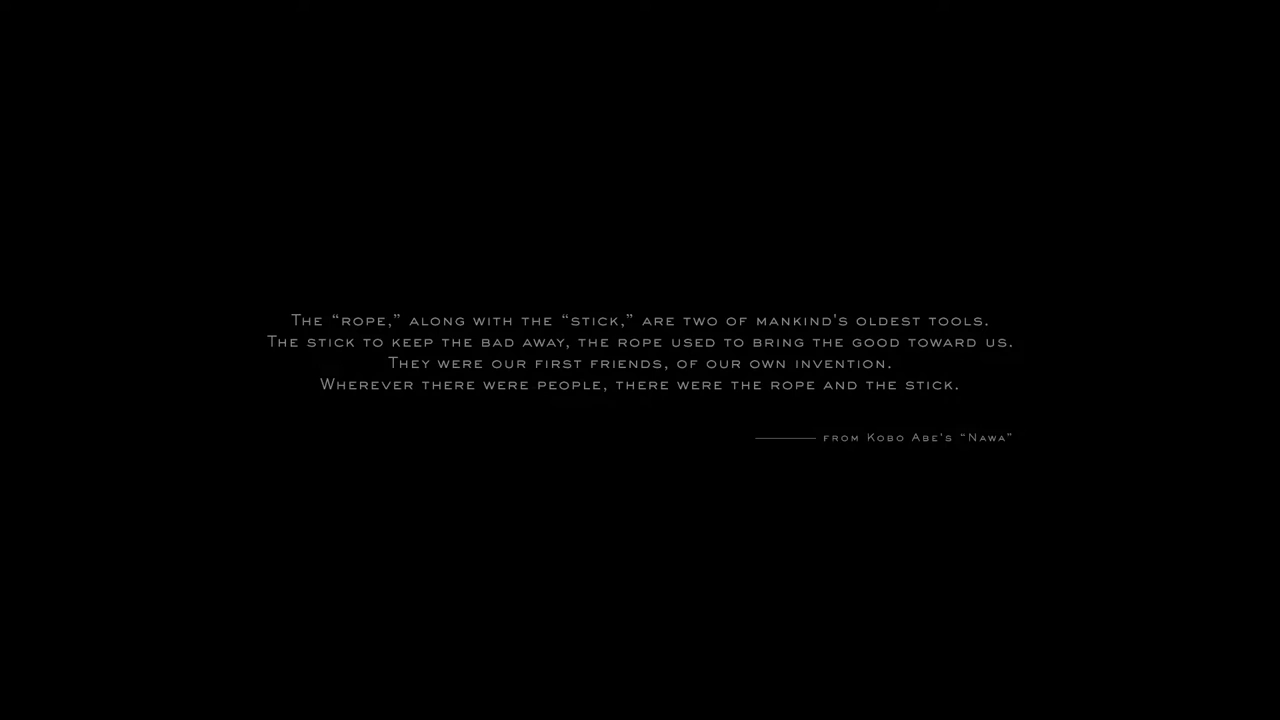 The “rope,” along with the “stick,” are two of mankind's oldest tools.
The stick to keep the bad away, the rope used to bring the good toward us.
They were our first friends, of our own invention.
Wherever there were people, there were the rope and the stick.
——— from Kobo Abe's “Nawa”